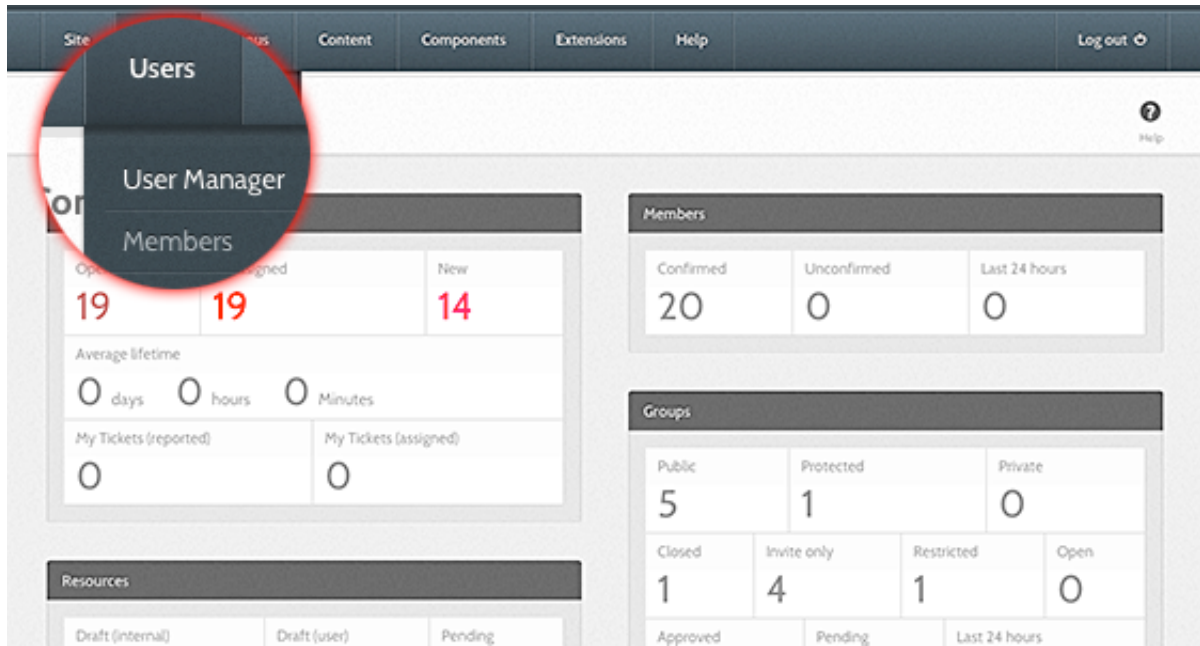 Site Users Content Components Extensions Help Log out
User Manager
Members
Help
Members
New
19 19 14
Average lifetime
0 days 0 hours 0 Minutes
My Tickets (reported) My Tickets (assigned)
0 0
Confirmed Unconfirmed Last 24 hours
20 0 0
Groups
Public Protected Private
5 1 0
Closed Invite only Restricted Open
1 4 1 0
Approved Pending Last 24 hours
Resources
Draft (internal) Draft (user) Pending